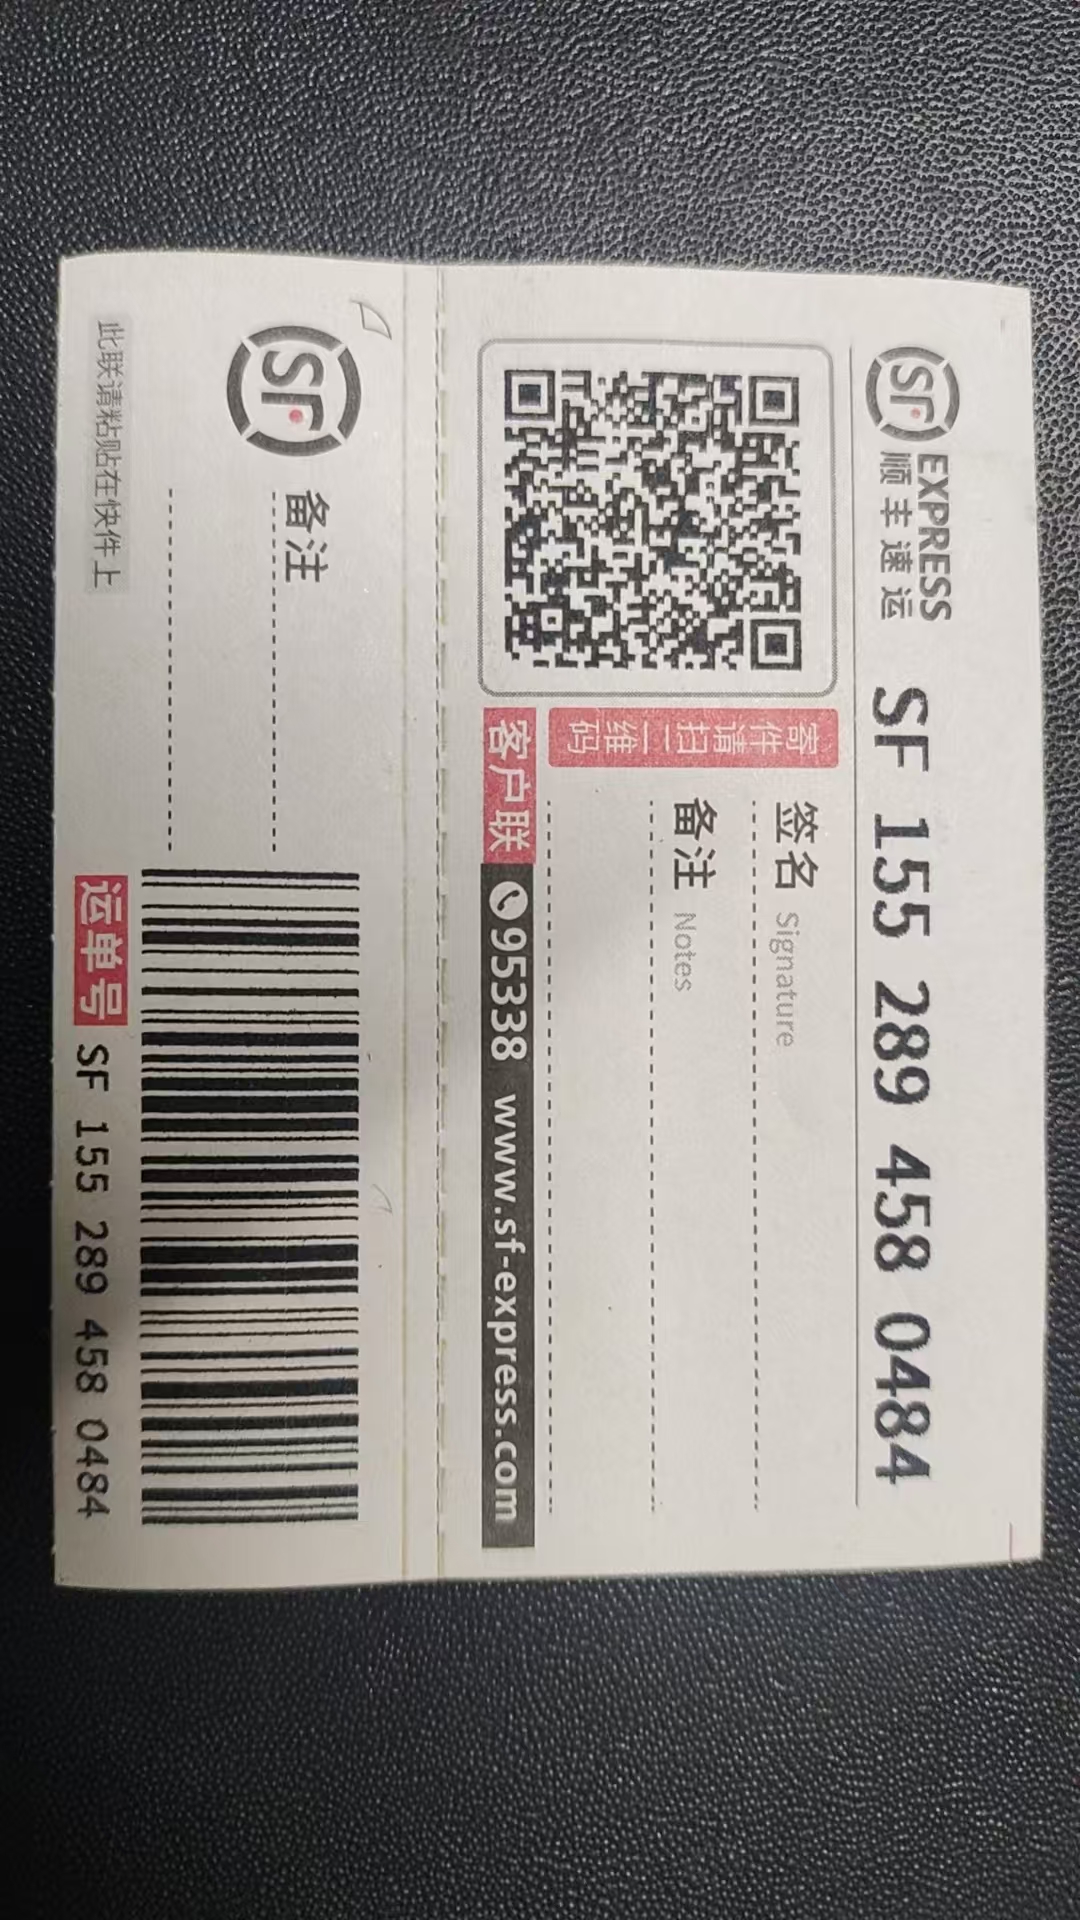 SF EXPRESS
顺丰速运
SF 155 289 458 0484
寄件请扫二维码
签名 Signature
备注 Notes
客户联 95338 www.sf-express.com
SF
备注
此联请粘贴在快件上
运单号 SF 155 289 458 0484